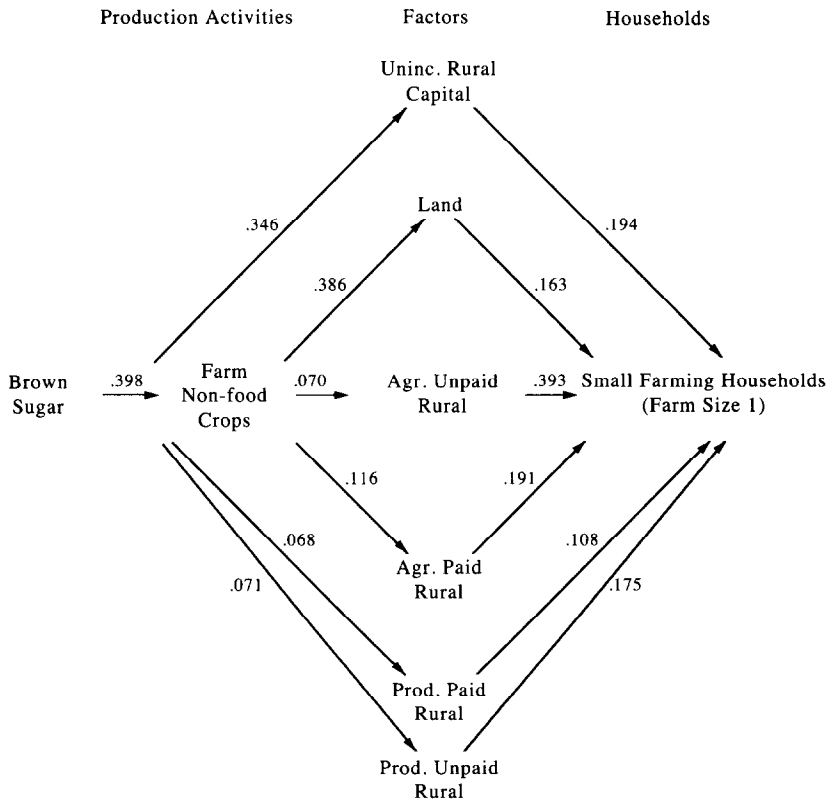 Production Activities Factors Households
Uninc. Rural
Capital
Land
.346
.194
.386
.163
Brown
Sugar
.398
Farm
Non-food
Crops
.070
Agr. Unpaid
Rural
.393
Small Farming Households
(Farm Size 1)
.116
.191
.068
.108
.071
.175
Agr. Paid
Rural
Prod. Paid
Rural
Prod. Unpaid
Rural